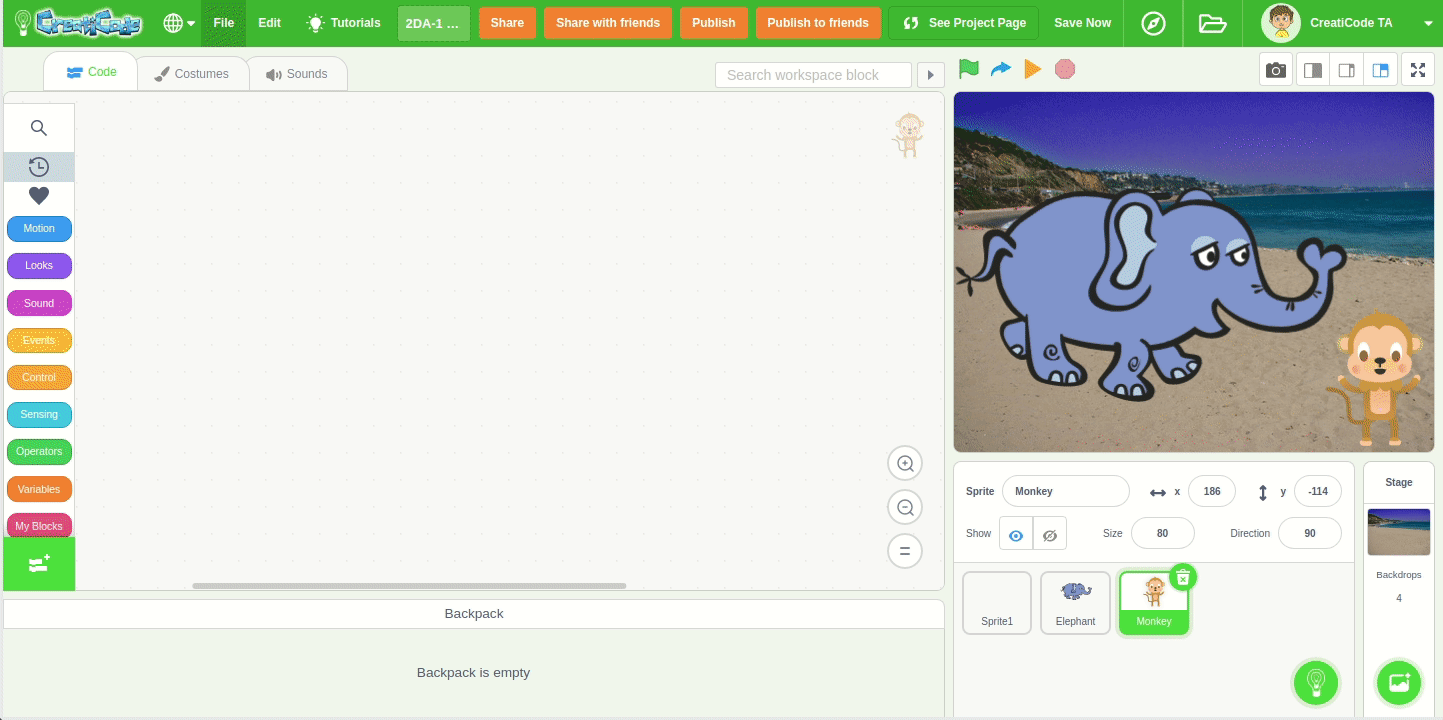 CreatiCode
File
Edit
Tutorials
2DA-1 ...
Share
Share with friends
Publish
Publish to friends
See Project Page
Save Now
CreatiCode TA
Code
Costumes
Sounds
Search workspace block
Motion
Looks
Sound
Events
Control
Sensing
Operators
Variables
My Blocks
Backpack
Backpack is empty
Sprite Monkey x 186 y -114
Show Size 80 Direction 90
Sprite1
Elephant
Monkey
Stage
Backdrops
4